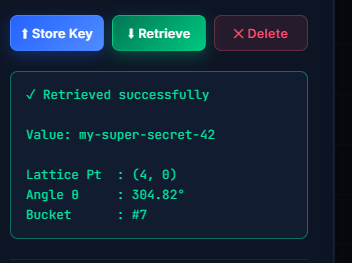 ⬆ Store Key ⬇ Retrieve ✕ Delete
✓ Retrieved successfully
Value: my-super-secret-42
Lattice Pt : (4, 0)
Angle θ : 304.82°
Bucket : #7